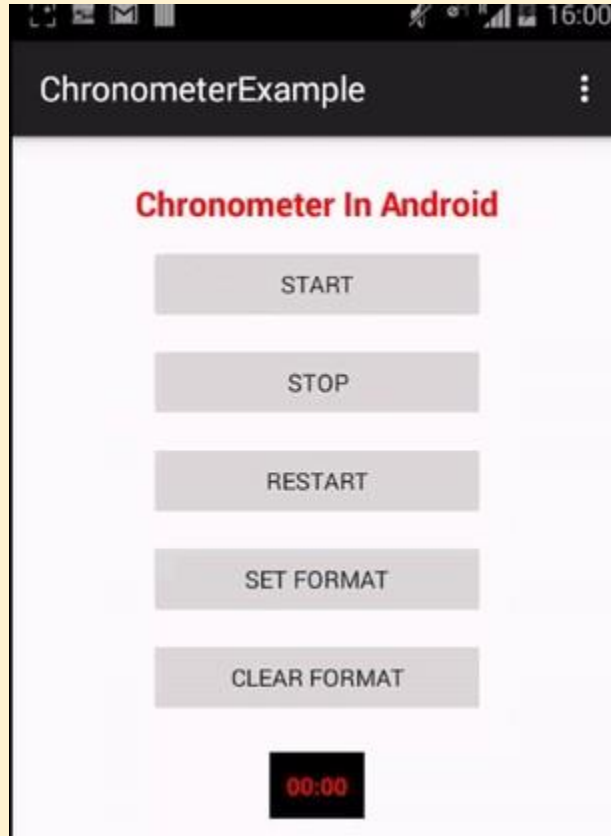 16:00
ChronometerExample
Chronometer In Android
START
STOP
RESTART
SET FORMAT
CLEAR FORMAT
00:00